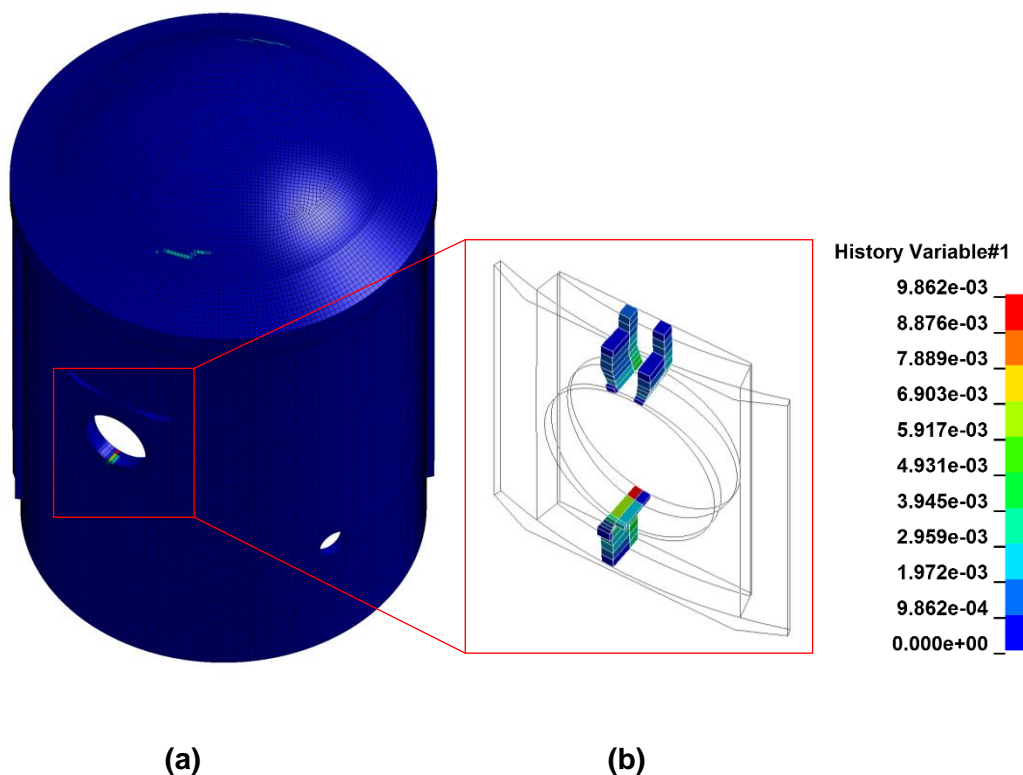 History Variable#1
9.862e-03
8.876e-03
7.889e-03
6.903e-03
5.917e-03
4.931e-03
3.945e-03
2.959e-03
1.972e-03
9.862e-04
0.000e+00
(a)
(b)